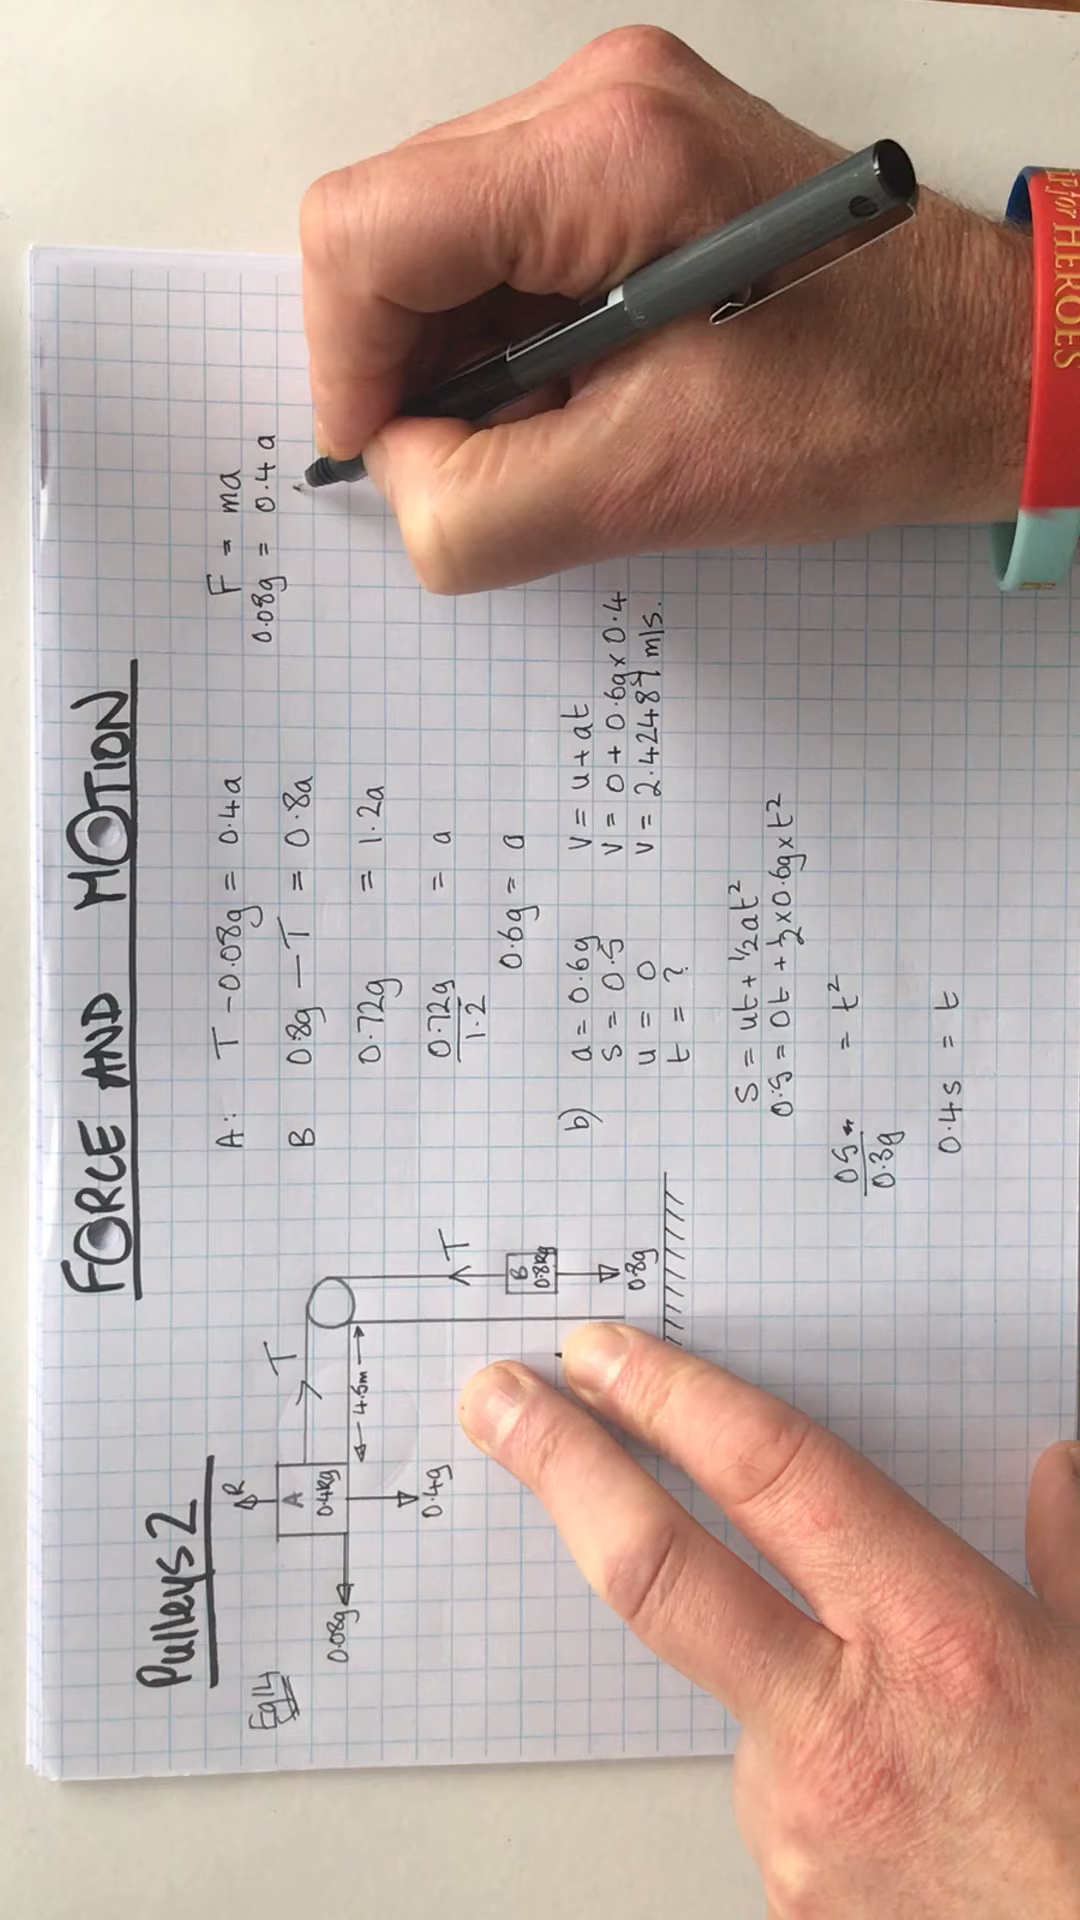 FORCE AND MOTION
Pulleys 2
Eg14
R
A
0.4kg
T
0.08g
0.4g
4.5m
T
B
0.8kg
0.8g
A: T - 0.08g = 0.4a
B 0.8g - T = 0.8a
0.72g = 1.2a
0.72g = a
1.2
0.6g = a
F = ma
0.08g = 0.4a
b) a = 0.6g
s = 0.5
u = 0
t = ?
v = u + at
v = 0 + 0.6g x 0.4
v = m/s.
S = ut + ½at²
0.5 = 0t + ½ x 0.6g x t²
0.5 = t²
0.3g
0.4s = t
for HEROES